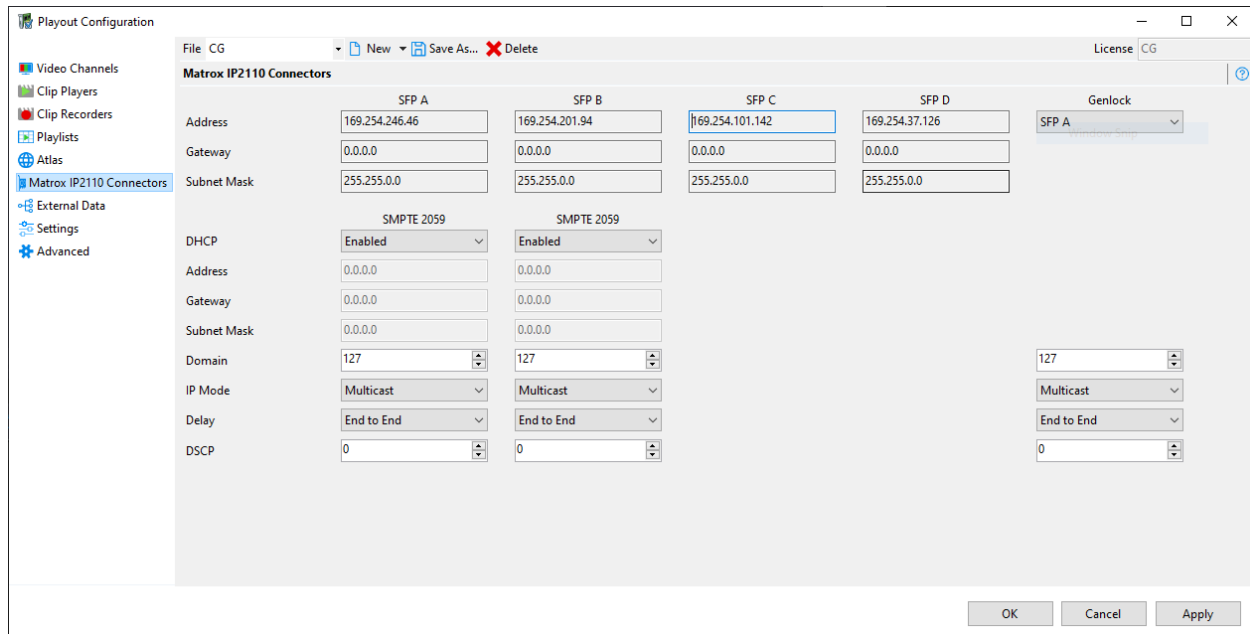 Playout Configuration
File CG New Save As... Delete License CG
Video Channels
Clip Players
Clip Recorders
Playlists
Atlas
Matrox IP2110 Connectors
External Data
Settings
Advanced
Matrox IP2110 Connectors
SFP A SFP B SFP C SFP D Genlock
Address 169.254.246.46 169.254.201.94 169.254.101.142 169.254.37.126 SFP A
Window Snip
Gateway 0.0.0.0 0.0.0.0 0.0.0.0 0.0.0.0
Subnet Mask 255.255.0.0 255.255.0.0 255.255.0.0 255.255.0.0
SMPTE 2059 SMPTE 2059
DHCP Enabled Enabled
Address 0.0.0.0 0.0.0.0
Gateway 0.0.0.0 0.0.0.0
Subnet Mask 0.0.0.0 0.0.0.0
Domain 127 127 127
IP Mode Multicast Multicast Multicast
Delay End to End End to End End to End
DSCP 0 0 0
OK Cancel Apply